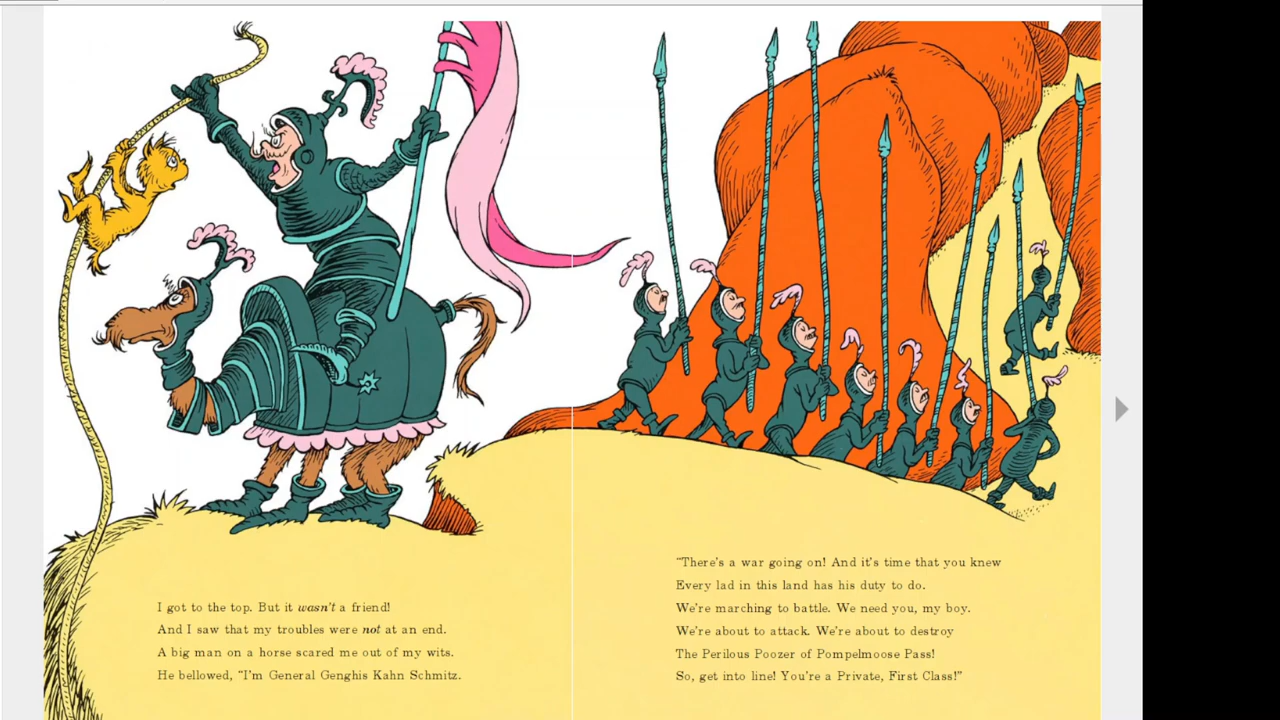 I got to the top. But it wasn't a friend!
And I saw that my troubles were not at an end.
A big man on a horse scared me out of my wits.
He bellowed, “I'm General Genghis Kahn Schmitz.
“There's a war going on! And it's time that you knew
Every lad in this land has his duty to do.
We're marching to battle. We need you, my boy.
We're about to attack. We're about to destroy
The Perilous Poozer of Pompelmoose Pass!
So, get into line! You're a Private, First Class!”